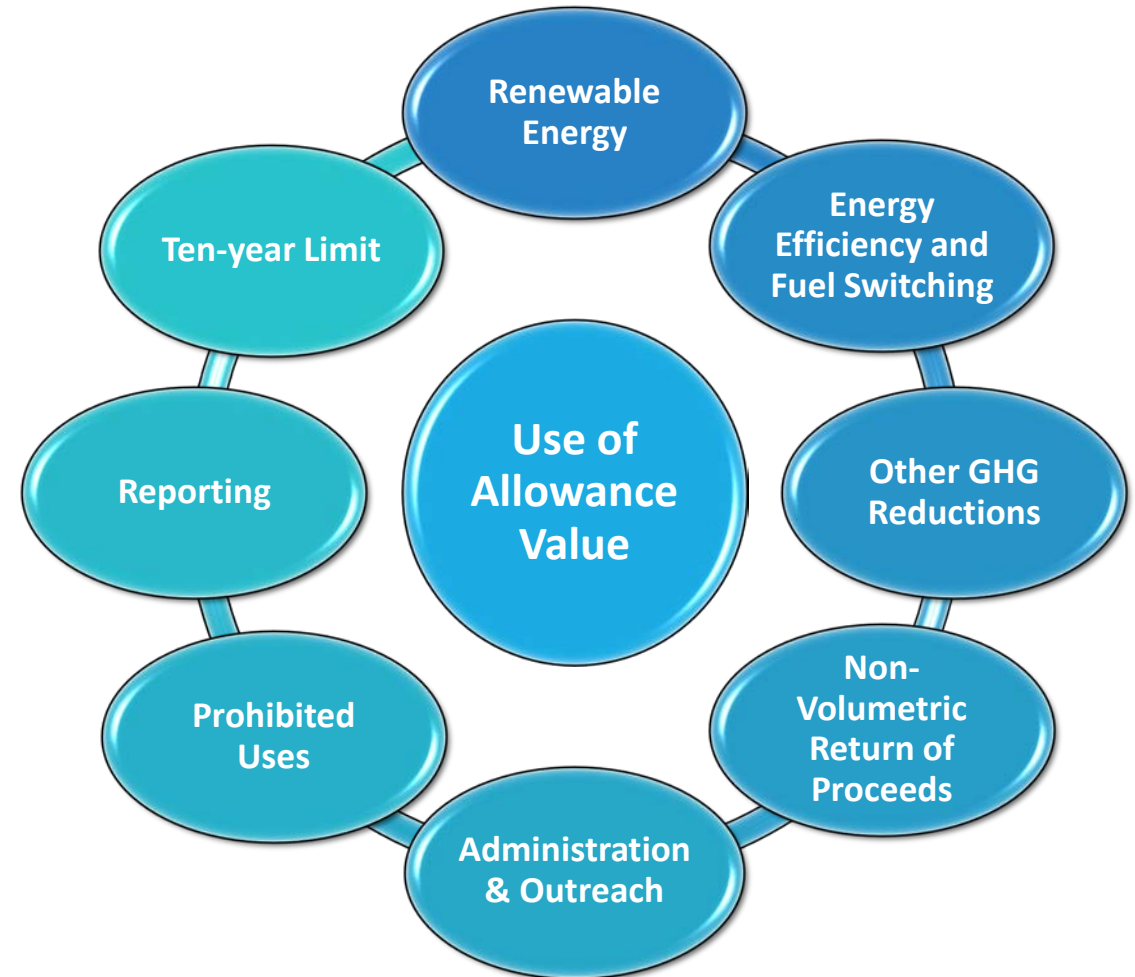 Renewable
Energy
Energy
Efficiency and
Fuel Switching
Other GHG
Reductions
Non-
Volumetric
Return of
Proceeds
Administration
& Outreach
Prohibited
Uses
Reporting
Ten-year Limit
Use of
Allowance
Value